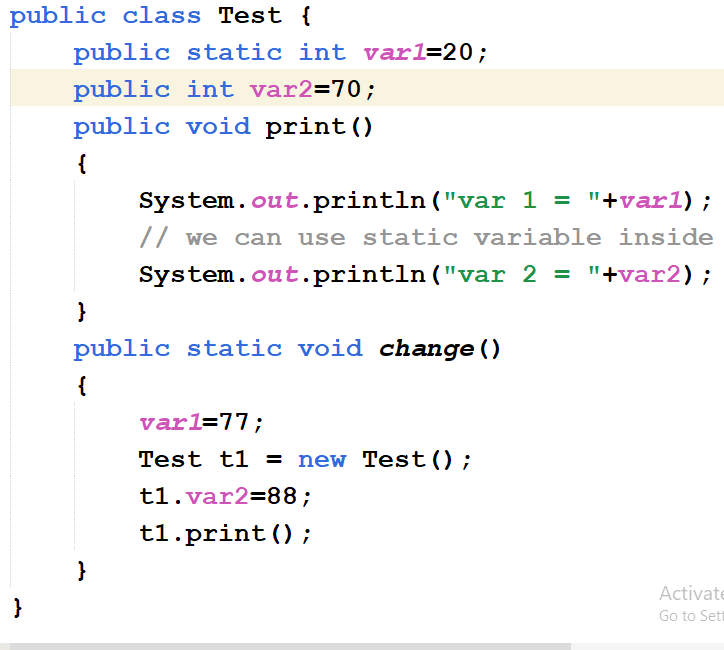 public class Test {
    public static int var1=20;
    public int var2=70;
    public void print()
    {
        System.out.println("var 1 = "+var1);
        // we can use static variable inside
        System.out.println("var 2 = "+var2);
    }
    public static void change()
    {
        var1=77;
        Test t1 = new Test();
        t1.var2=88;
        t1.print();
    }
}
Activate
Go to Sett